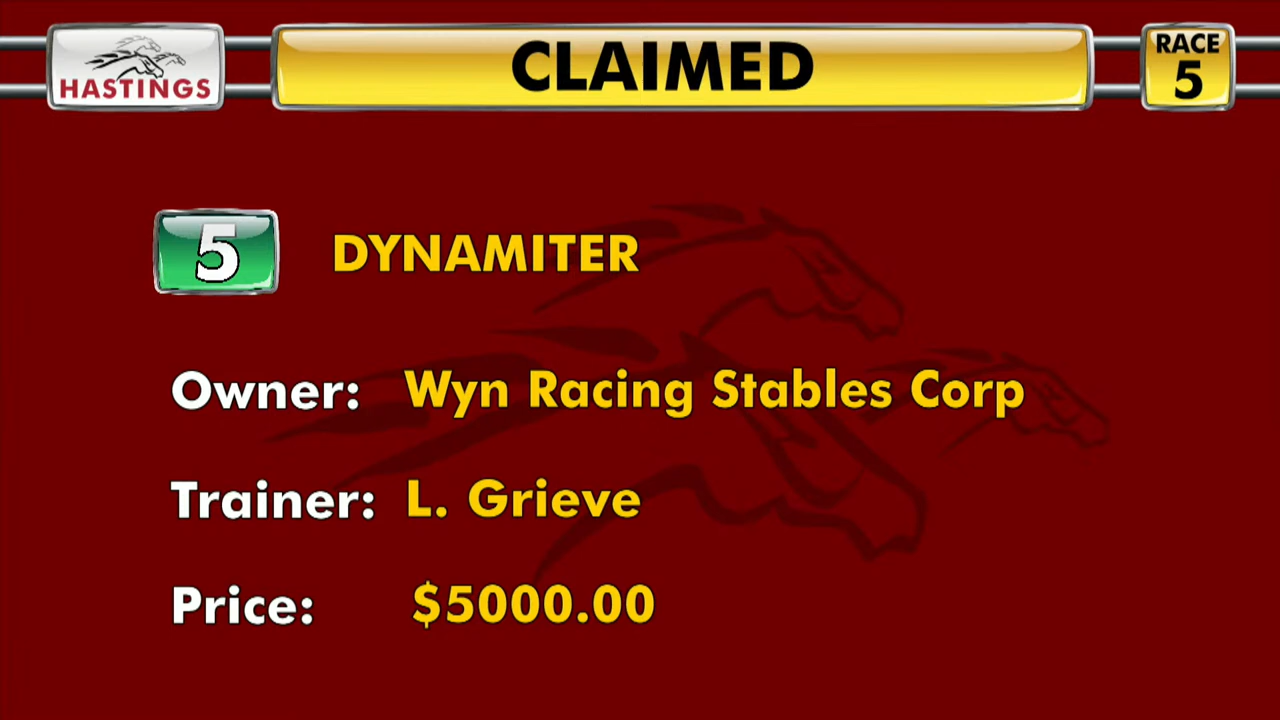 HASTINGS
CLAIMED
RACE
5
5 DYNAMITER
Owner: Wyn Racing Stables Corp
Trainer: L. Grieve
Price: $5000.00